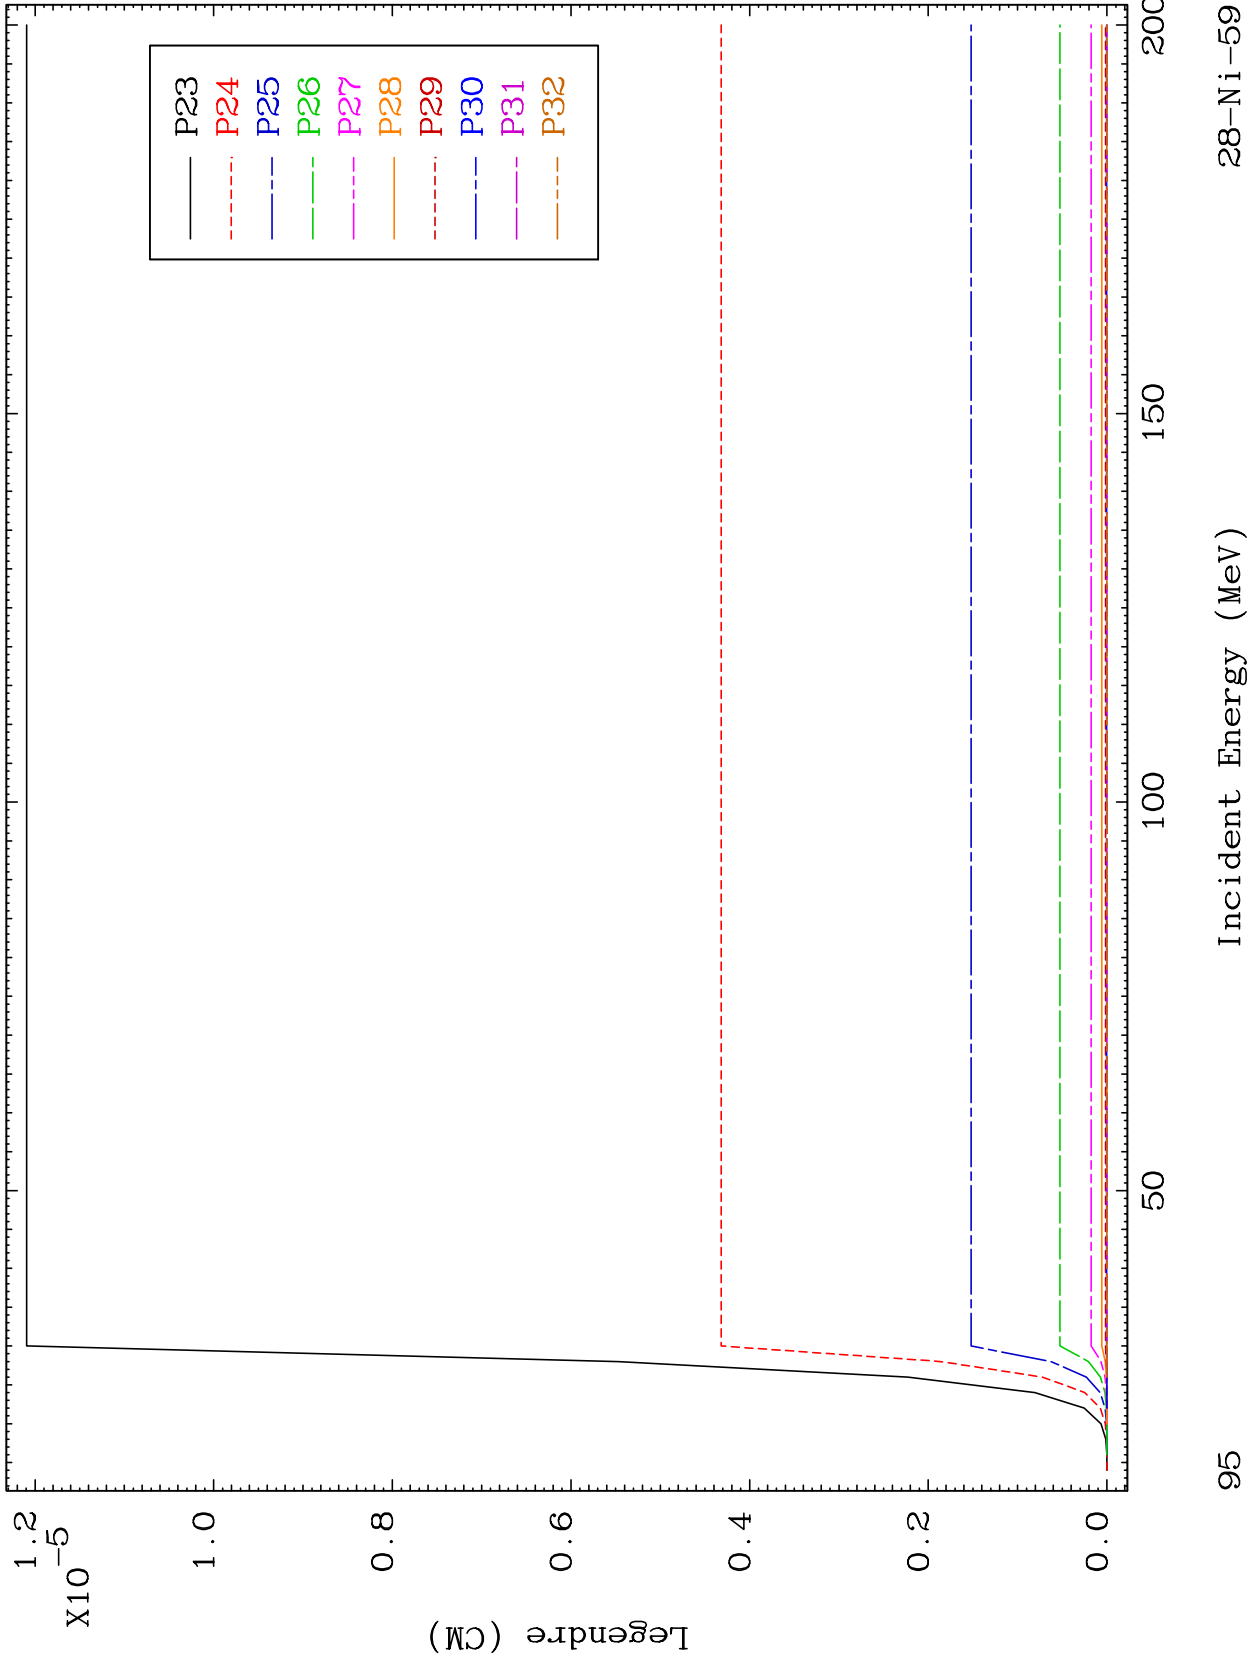 1.2
X10-5
1.0
0.8
0.6
0.4
0.2
0.0
Legendre (CM)
P23
P24
P25
P26
P27
P28
P29
P30
P31
P32
50
100
150
200
Incident Energy (MeV)
95
28-Ni-59